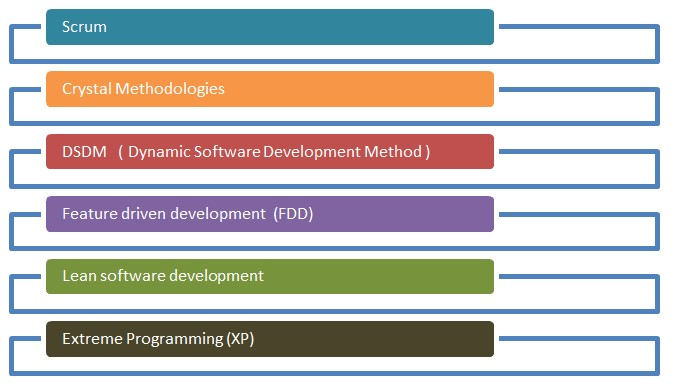 Scrum
Crystal Methodologies
DSDM ( Dynamic Software Development Method )
Feature driven development (FDD)
Lean software development
Extreme Programming (XP)